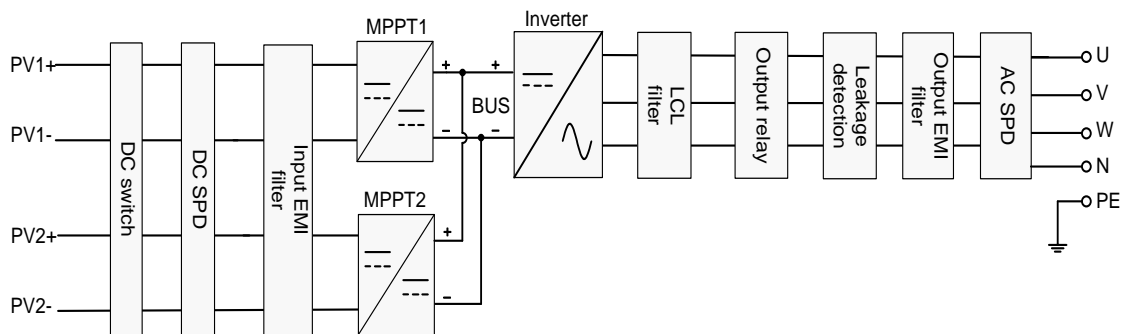 PV1+
PV1-
PV2+
PV2-
DC switch
DC SPD
Input EMI
filter
MPPT1
+
−
MPPT2
+
−
BUS
+
−
Inverter
LCL
filter
Output relay
Leakage
detection
Output EMI
filter
AC SPD
U
V
W
N
PE